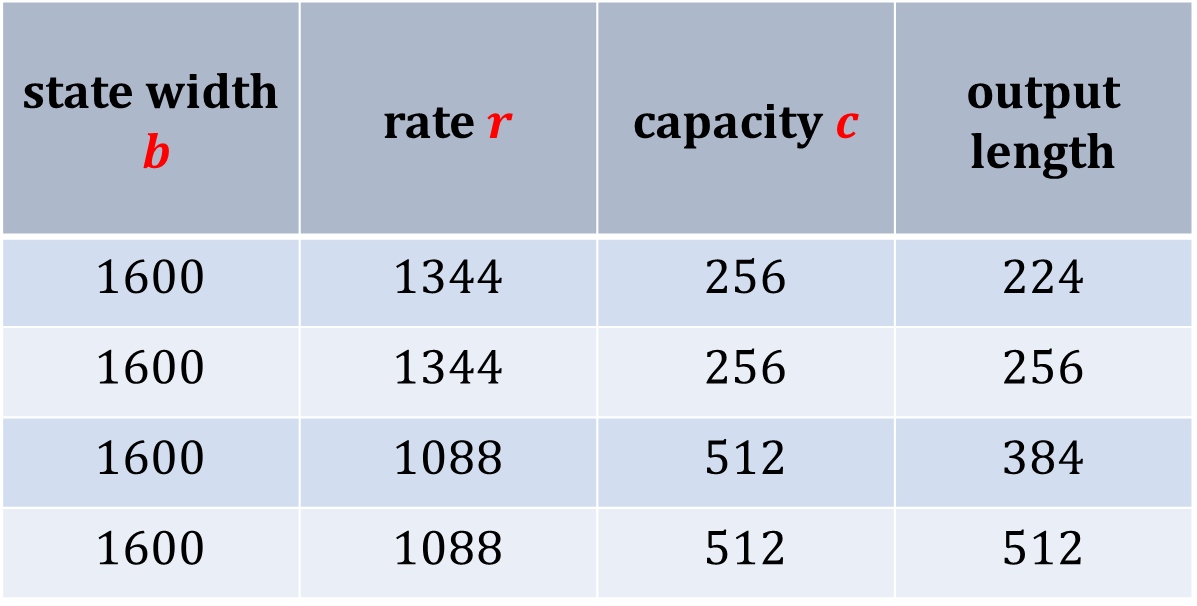 state width
b
rate r
capacity c
output
length
1600 1344 256 224
1600 1344 256 256
1600 1088 512 384
1600 1088 512 512